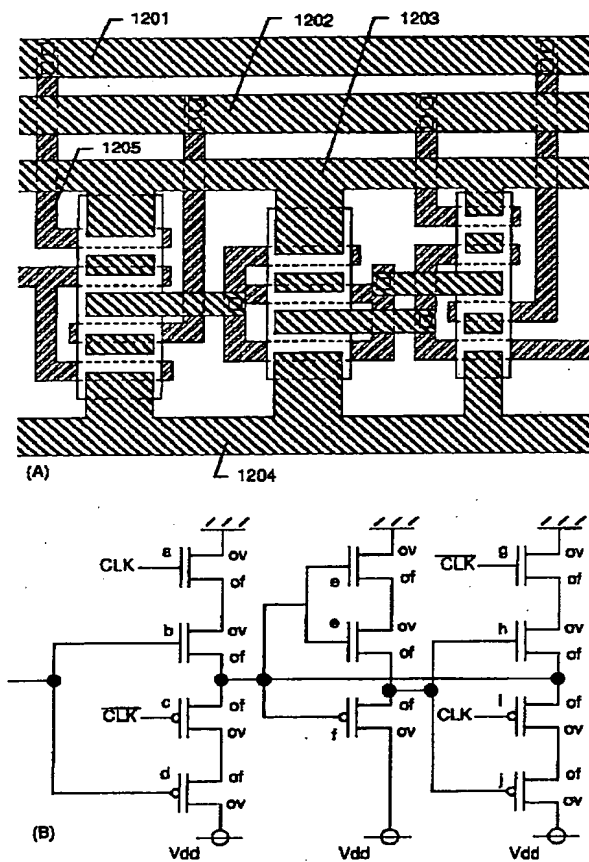 1201
1202
1203
1205
1204
(A)
a
CLK
ov
of
b
ov
of
c
CLK
of
ov
d
of
ov
Vdd
e
ov
of
e
ov
of
f
of
ov
Vdd
g
CLK
ov
of
h
ov
of
i
CLK
of
ov
j
of
ov
Vdd
(B)